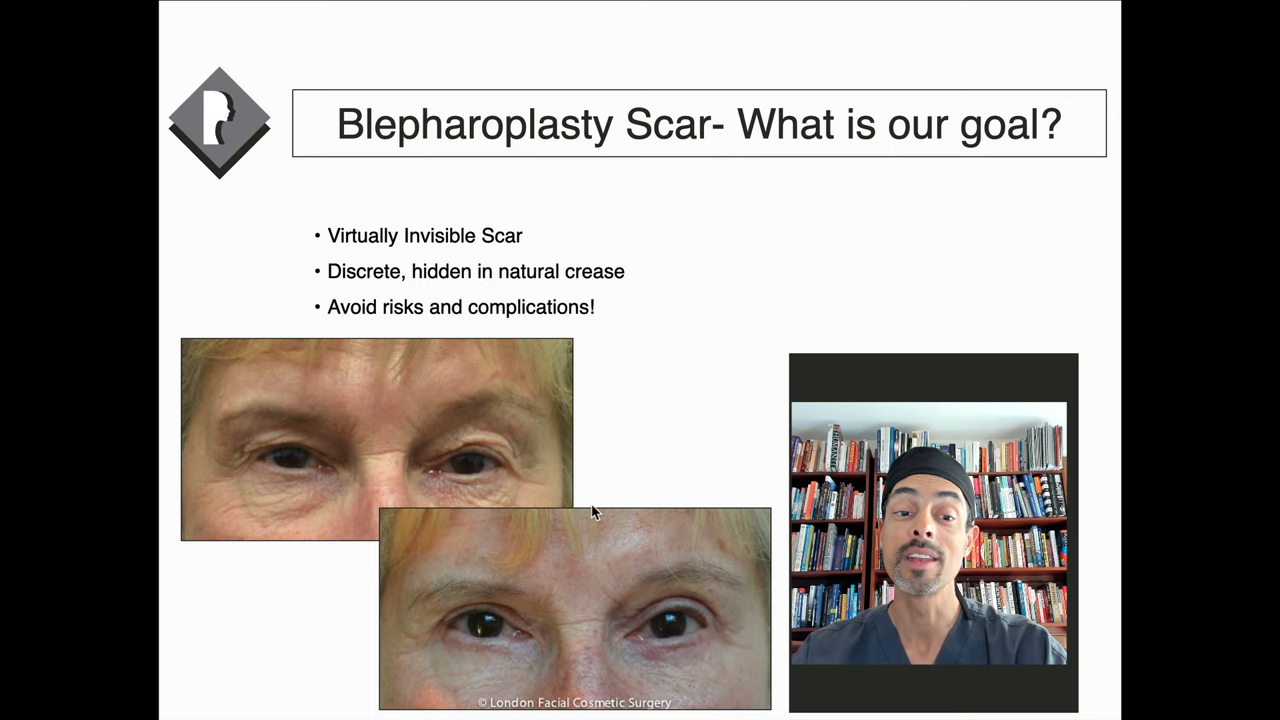 Blepharoplasty Scar- What is our goal?
• Virtually Invisible Scar
• Discrete, hidden in natural crease
• Avoid risks and complications!
© London Facial Cosmetic Surgery